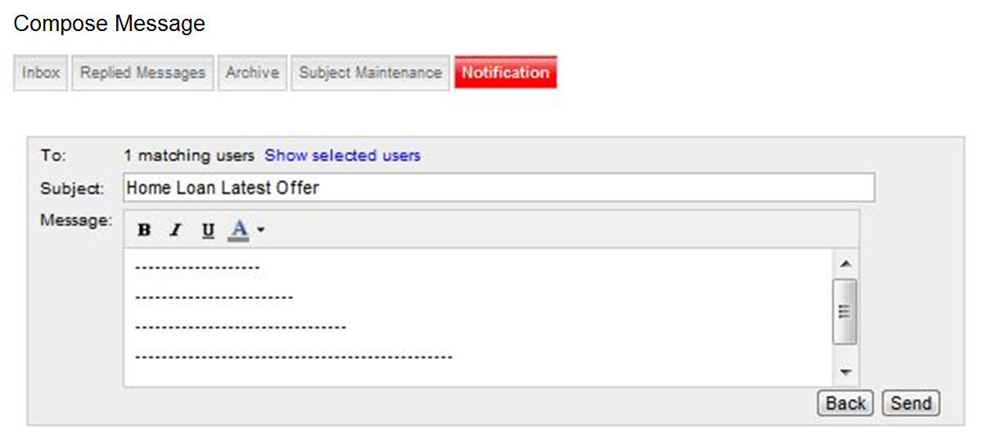 Compose Message
Inbox Replied Messages Archive Subject Maintenance Notification
To: 1 matching users Show selected users
Subject: Home Loan Latest Offer
Message:
B I U A
-------------------
------------------------
--------------------------------
------------------------------------------------
Back Send